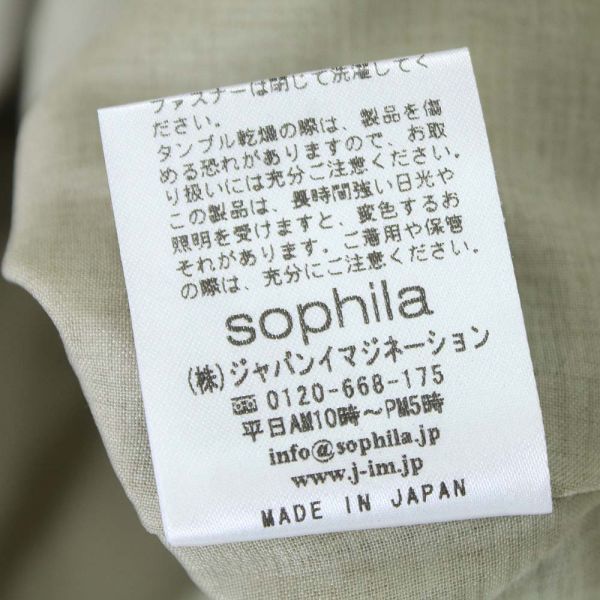 ファスナーは閉じて洗濯してく
ださい。
タンブル乾燥の際は、製品を傷
める恐れがありますので、お取
り扱いには充分ご注意ください。
この製品は、長時間強い日光や
照明を受けますと、変色するお
それがあります。ご着用や保管
の際は、充分にご注意ください。
sophila
(株)ジャパンイマジネーション
0120-668-175
平日AM10時～PM5時
info@sophila.jp
www.j-im.jp
MADE IN JAPAN